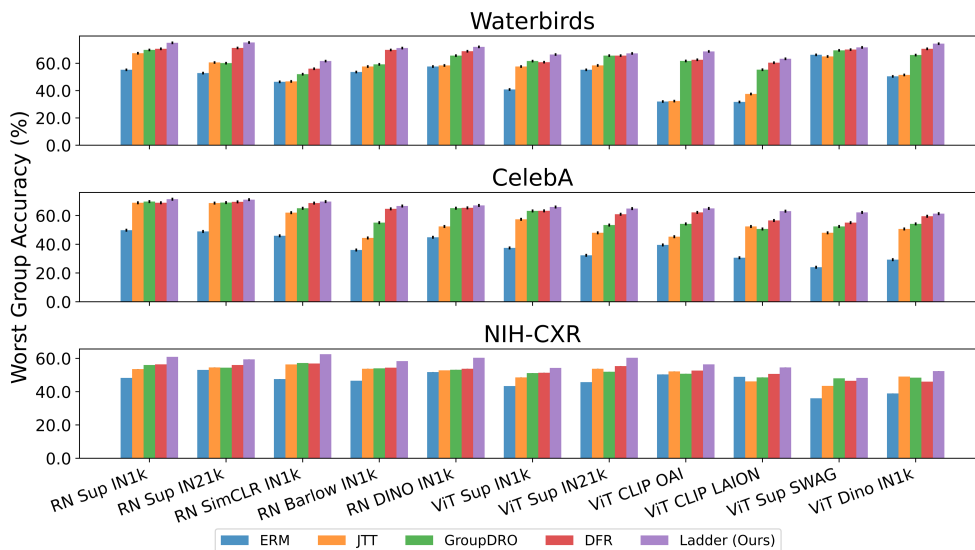 Waterbirds
60.0
40.0
20.0
0.0
CelebA
60.0
40.0
20.0
0.0
Worst Group Accuracy (%)
NIH-CXR
60.0
40.0
20.0
0.0
RN Sup IN1k
RN Sup IN21k
RN SimCLR IN1k
RN Barlow IN1k
RN DINO IN1k
ViT Sup IN1k
ViT Sup IN21k
ViT CLIP OAI
ViT CLIP LAION
ViT Sup SWAG
ViT Dino IN1k
ERM JTT GroupDRO DFR Ladder (Ours)